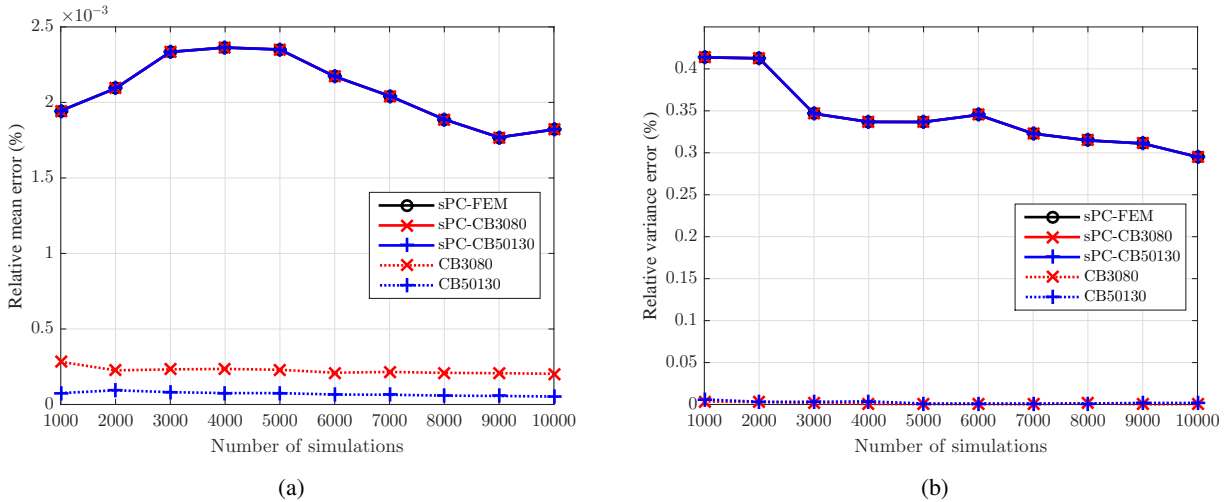 ×10⁻³
2.5
2
1.5
1
0.5
0
Relative mean error (%)
sPC-FEM
sPC-CB3080
sPC-CB50130
CB3080
CB50130
1000 2000 3000 4000 5000 6000 7000 8000 9000 10000
Number of simulations
(a)
0.4
0.35
0.3
0.25
0.2
0.15
0.1
0.05
0
Relative variance error (%)
sPC-FEM
sPC-CB3080
sPC-CB50130
CB3080
CB50130
1000 2000 3000 4000 5000 6000 7000 8000 9000 10000
Number of simulations
(b)